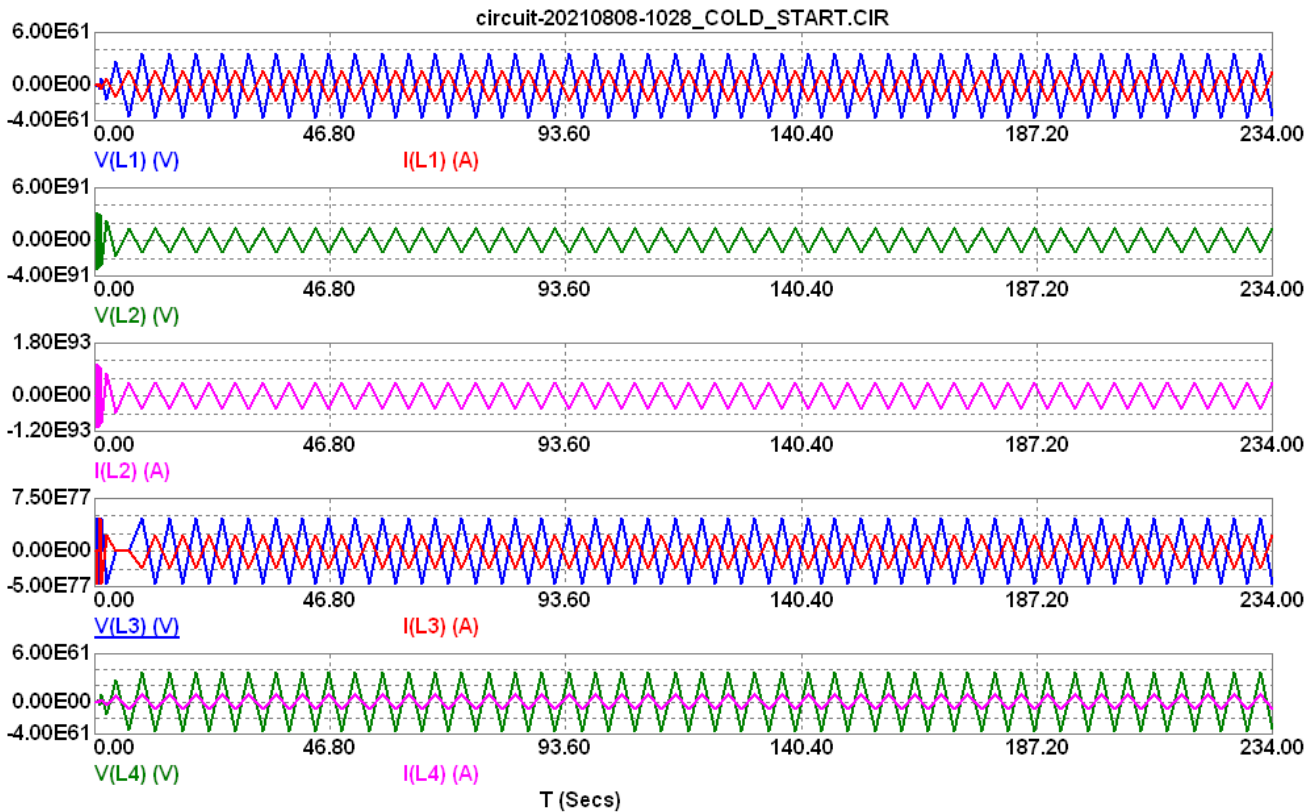 circuit-20210808-1028_COLD_START.CIR
6.00E61
0.00E00
-4.00E61
0.00 46.80 93.60 140.40 187.20 234.00
V(L1) (V) I(L1) (A)
6.00E91
0.00E00
-4.00E91
0.00 46.80 93.60 140.40 187.20 234.00
V(L2) (V)
1.80E93
0.00E00
-1.20E93
0.00 46.80 93.60 140.40 187.20 234.00
I(L2) (A)
7.50E77
0.00E00
-5.00E77
0.00 46.80 93.60 140.40 187.20 234.00
V(L3) (V) I(L3) (A)
6.00E61
0.00E00
-4.00E61
0.00 46.80 93.60 140.40 187.20 234.00
V(L4) (V) I(L4) (A)
T (Secs)